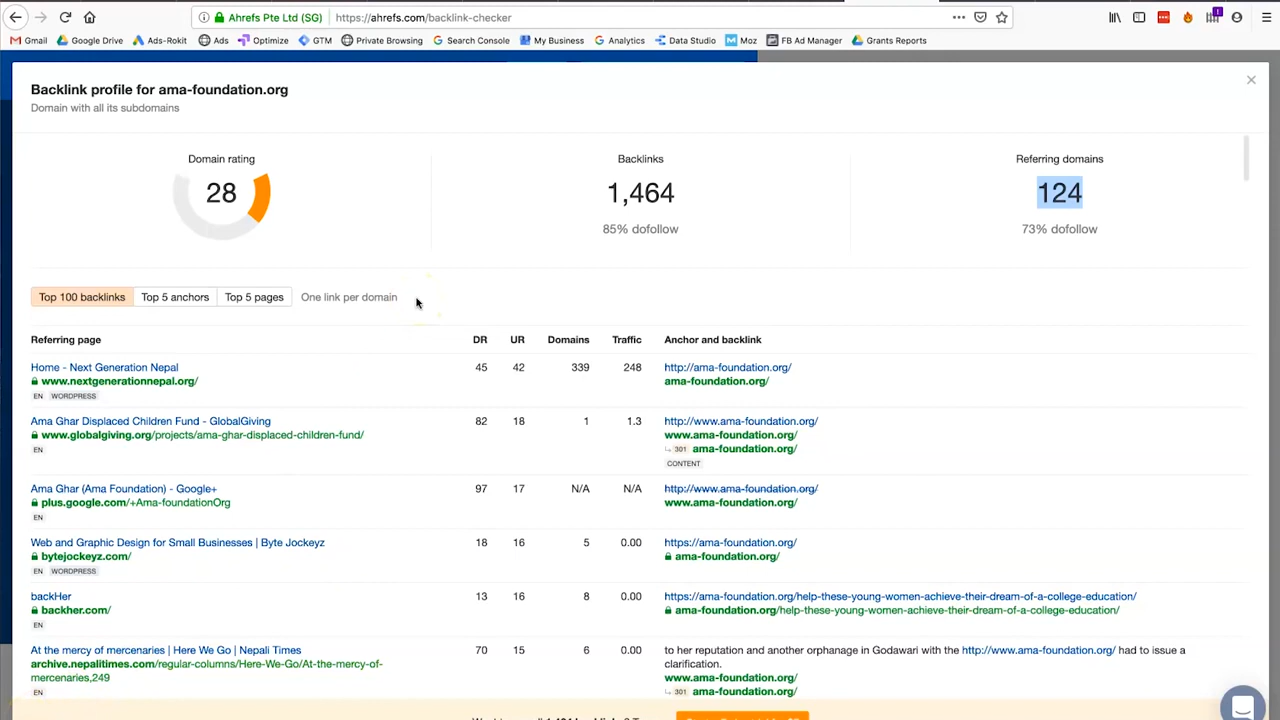 Ahrefs Pte Ltd (SG) https://ahrefs.com/backlink-checker
Gmail Google Drive Ads-Rokit Ads Optimize GTM Private Browsing Search Console My Business Analytics Data Studio Moz FB Ad Manager Grants Reports
Backlink profile for ama-foundation.org
Domain with all its subdomains
Domain rating Backlinks Referring domains
28 1,464 124
85% dofollow 73% dofollow
Top 100 backlinks Top 5 anchors Top 5 pages One link per domain
Referring page DR UR Domains Traffic Anchor and backlink
Home - Next Generation Nepal 45 42 339 248 http://ama-foundation.org/
www.nextgenerationnepal.org/ ama-foundation.org/
EN WORDPRESS
Ama Ghar Displaced Children Fund - GlobalGiving 82 18 1 1.3 http://www.ama-foundation.org/
www.globalgiving.org/projects/ama-ghar-displaced-children-fund/ www.ama-foundation.org/
EN 301 ama-foundation.org/
CONTENT
Ama Ghar (Ama Foundation) - Google+ 97 17 N/A N/A http://www.ama-foundation.org/
plus.google.com/+Ama-foundationOrg www.ama-foundation.org/
EN
Web and Graphic Design for Small Businesses | Byte Jockeyz 18 16 5 0.00 https://ama-foundation.org/
bytejockeyz.com/ ama-foundation.org/
EN WORDPRESS
backHer 13 16 8 0.00 https://ama-foundation.org/help-these-young-women-achieve-their-dream-of-a-college-education/
backher.com/ ama-foundation.org/help-these-young-women-achieve-their-dream-of-a-college-education/
EN
At the mercy of mercenaries | Here We Go | Nepali Times 70 15 6 0.00 to her reputation and another orphanage in Godawari with the http://www.ama-foundation.org/ had to issue a
archive.nepalitimes.com/regular-columns/Here-We-Go/At-the-mercy-of- clarification.
mercenaries,249 www.ama-foundation.org/
EN 301 ama-foundation.org/